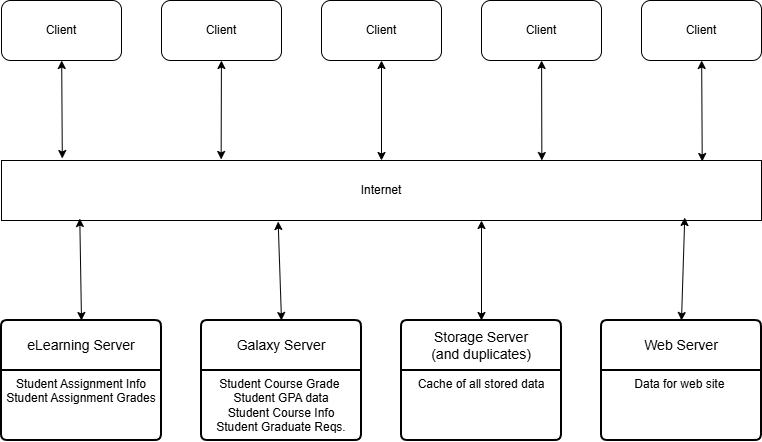 Client
Client
Client
Client
Client
Internet
eLearning Server
Student Assignment Info
Student Assignment Grades
Galaxy Server
Student Course Grade
Student GPA data
Student Course Info
Student Graduate Reqs.
Storage Server
(and duplicates)
Cache of all stored data
Web Server
Data for web site